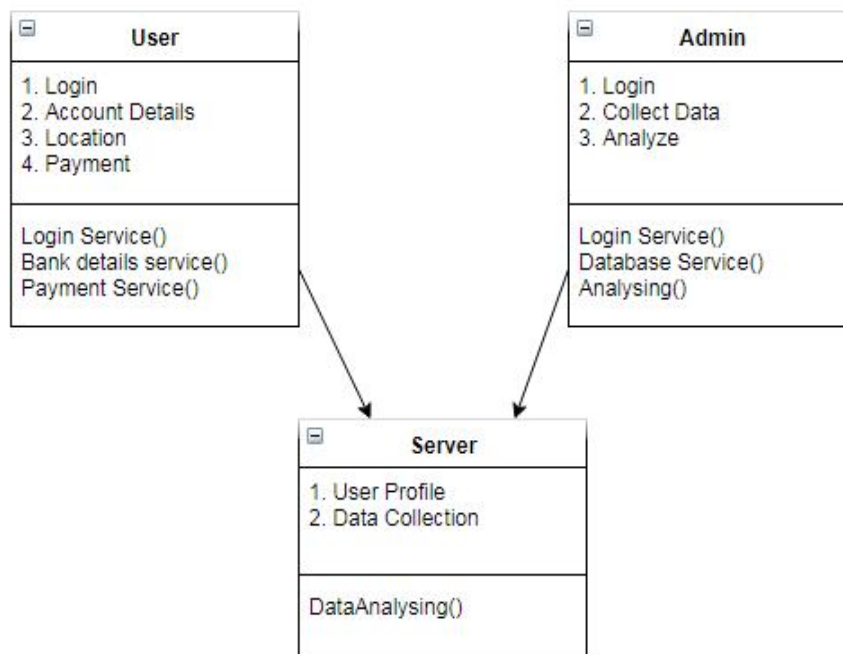 User
1. Login
2. Account Details
3. Location
4. Payment
Login Service()
Bank details service()
Payment Service()
Admin
1. Login
2. Collect Data
3. Analyze
Login Service()
Database Service()
Analysing()
Server
1. User Profile
2. Data Collection
DataAnalysing()